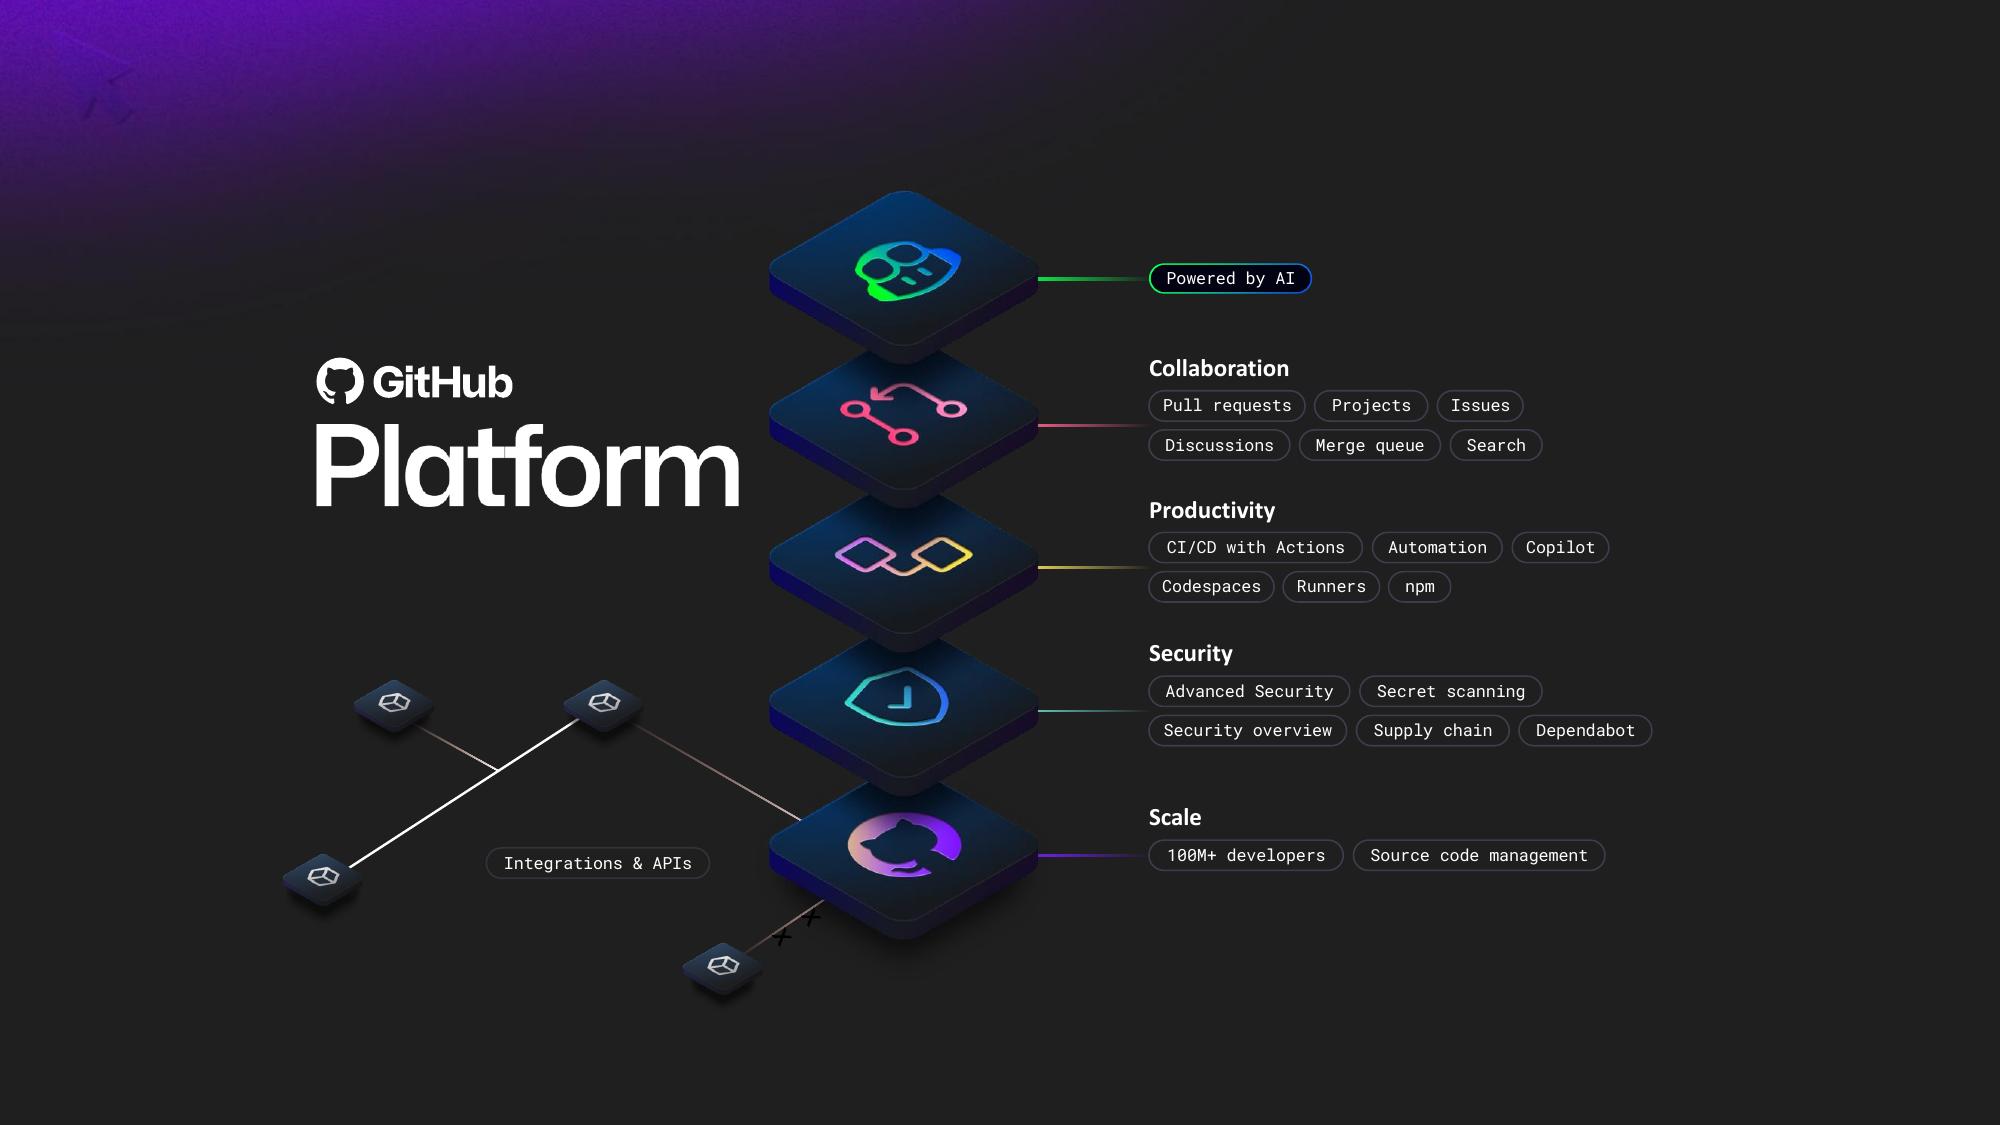 GitHub
Platform
Powered by AI
Collaboration
Pull requests Projects Issues
Discussions Merge queue Search
Productivity
CI/CD with Actions Automation Copilot
Codespaces Runners npm
Security
Advanced Security Secret scanning
Security overview Supply chain Dependabot
Scale
100M+ developers Source code management
Integrations & APIs